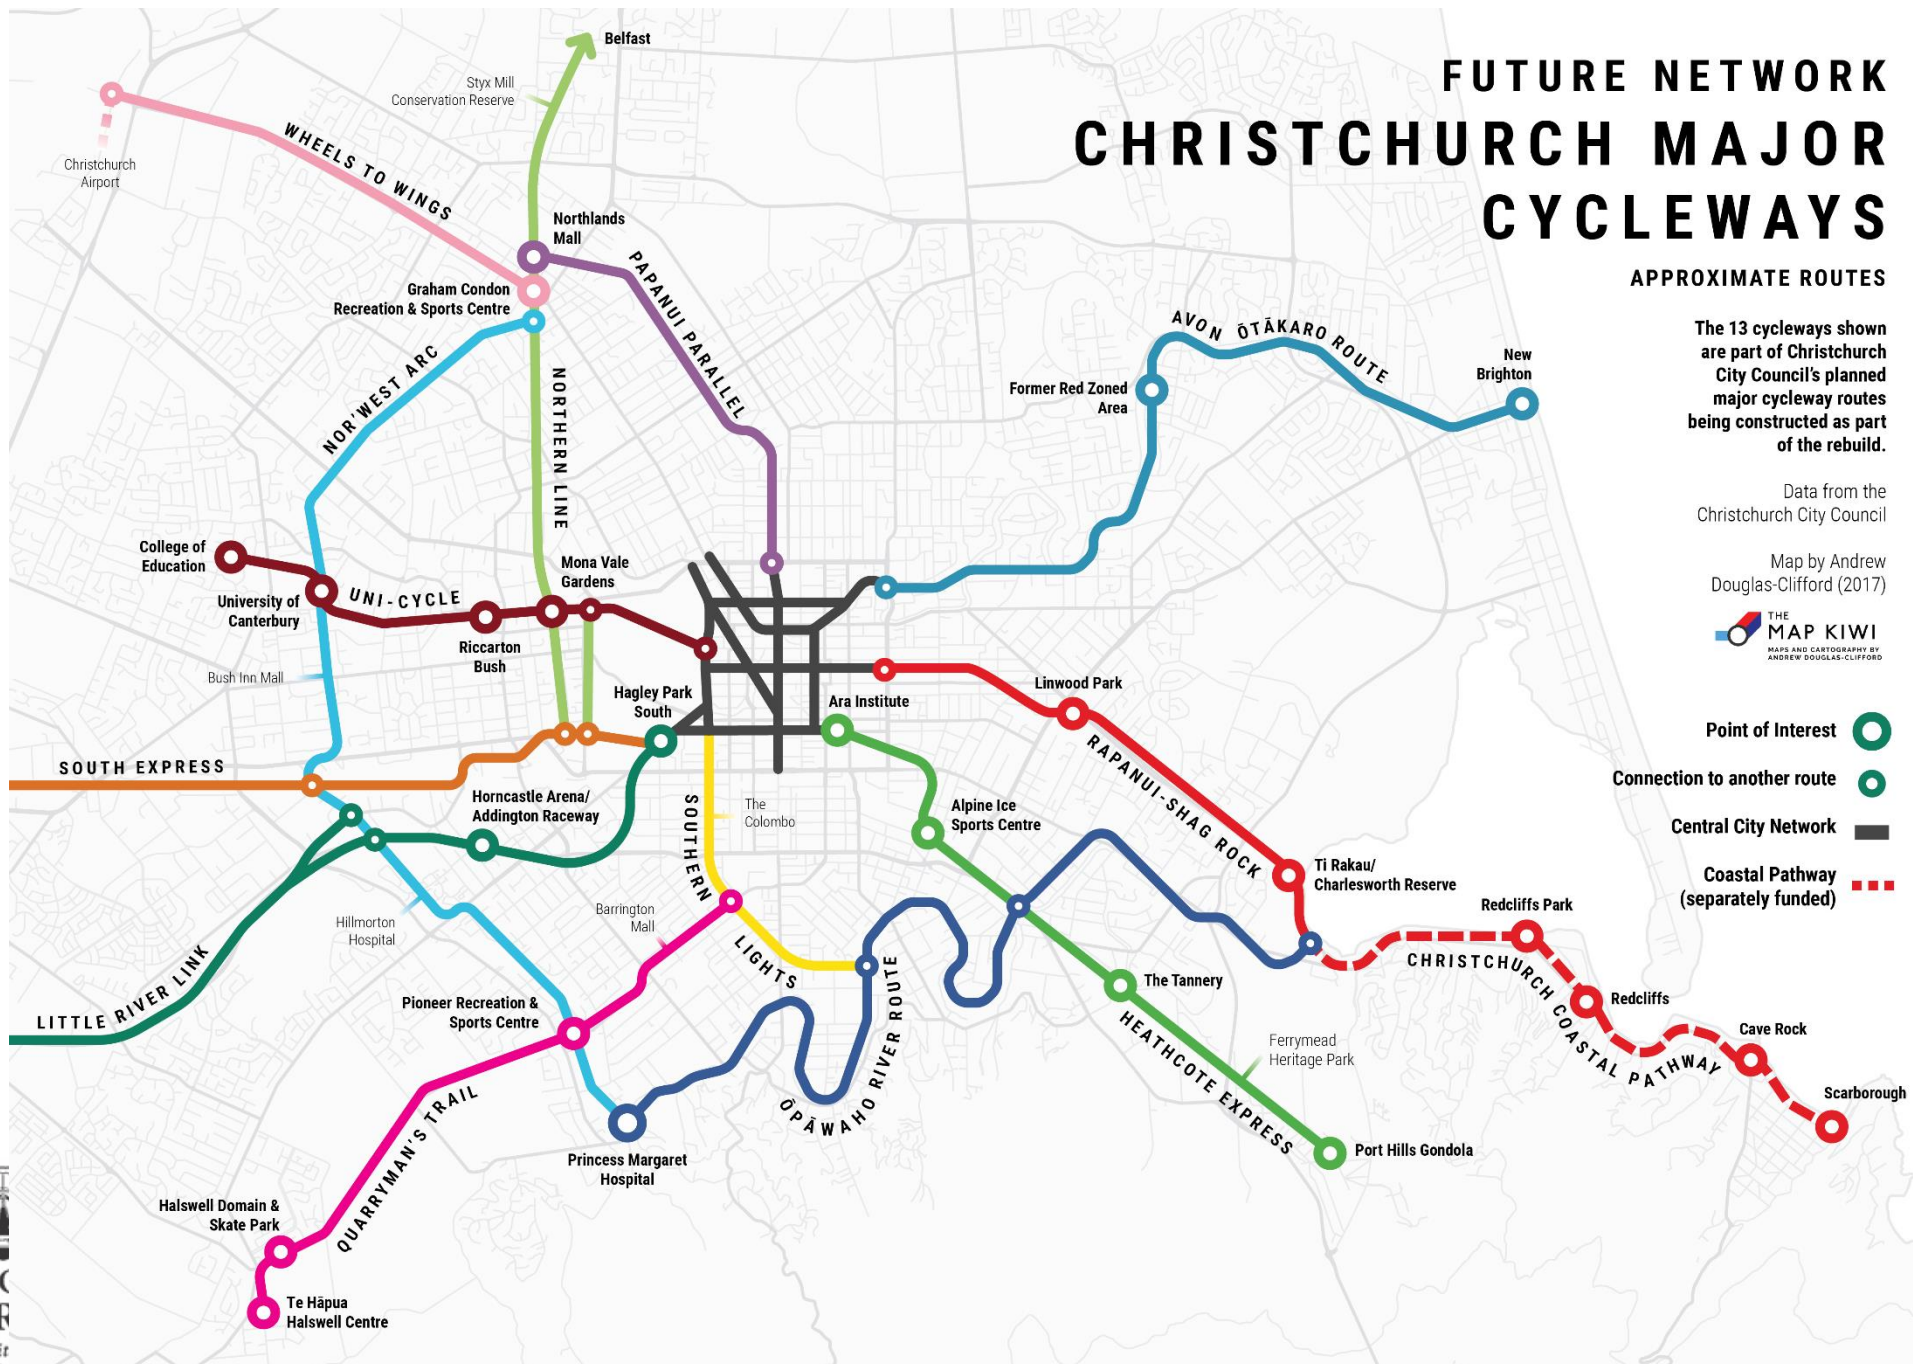 FUTURE NETWORK
CHRISTCHURCH MAJOR
CYCLEWAYS
APPROXIMATE ROUTES
The 13 cycleways shown
are part of Christchurch
City Council's planned
major cycleway routes
being constructed as part
of the rebuild.
Data from the
Christchurch City Council
Map by Andrew
Douglas-Clifford (2017)
THE
MAP KIWI
MAPS AND CARTOGRAPHY BY
ANDREW DOUGLAS-CLIFFORD
Point of Interest
Connection to another route
Central City Network
Coastal Pathway
(separately funded)
Belfast
Styx Mill
Conservation Reserve
Christchurch
Airport
WHEELS TO WINGS
Northlands
Mall
Graham Condon
Recreation & Sports Centre
PAPANUI PARALLEL
NOR'WEST ARC
NORTHERN LINE
AVON ŌTĀKARO ROUTE
Former Red Zoned
Area
New
Brighton
College of
Education
University of
Canterbury
UNI-CYCLE
Riccarton
Bush
Mona Vale
Gardens
Bush Inn Mall
Hagley Park
South
Ara Institute
Linwood Park
RAPANUI-SHAG ROCK
SOUTH EXPRESS
Horncastle Arena/
Addington Raceway
SOUTHERN
LIGHTS
The
Colombo
Alpine Ice
Sports Centre
Ti Rakau/
Charlesworth Reserve
Redcliffs Park
CHRISTCHURCH COASTAL PATHWAY
Redcliffs
Cave Rock
Scarborough
Hillmorton
Hospital
Barrington
Mall
LITTLE RIVER LINK
Pioneer Recreation &
Sports Centre
The Tannery
HEATHCOTE EXPRESS
Ferrymead
Heritage Park
Port Hills Gondola
ŌPĀWAHO RIVER ROUTE
Princess Margaret
Hospital
QUARRYMAN'S TRAIL
Halswell Domain &
Skate Park
Te Hāpua
Halswell Centre